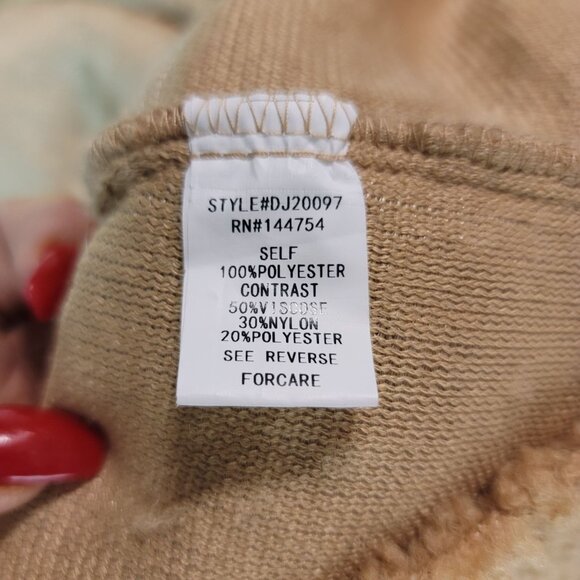 STYLE#DJ20097
RN#144754
SELF
100%POLYESTER
CONTRAST
50%VISCOSE
30%NYLON
20%POLYESTER
SEE REVERSE
FORCARE